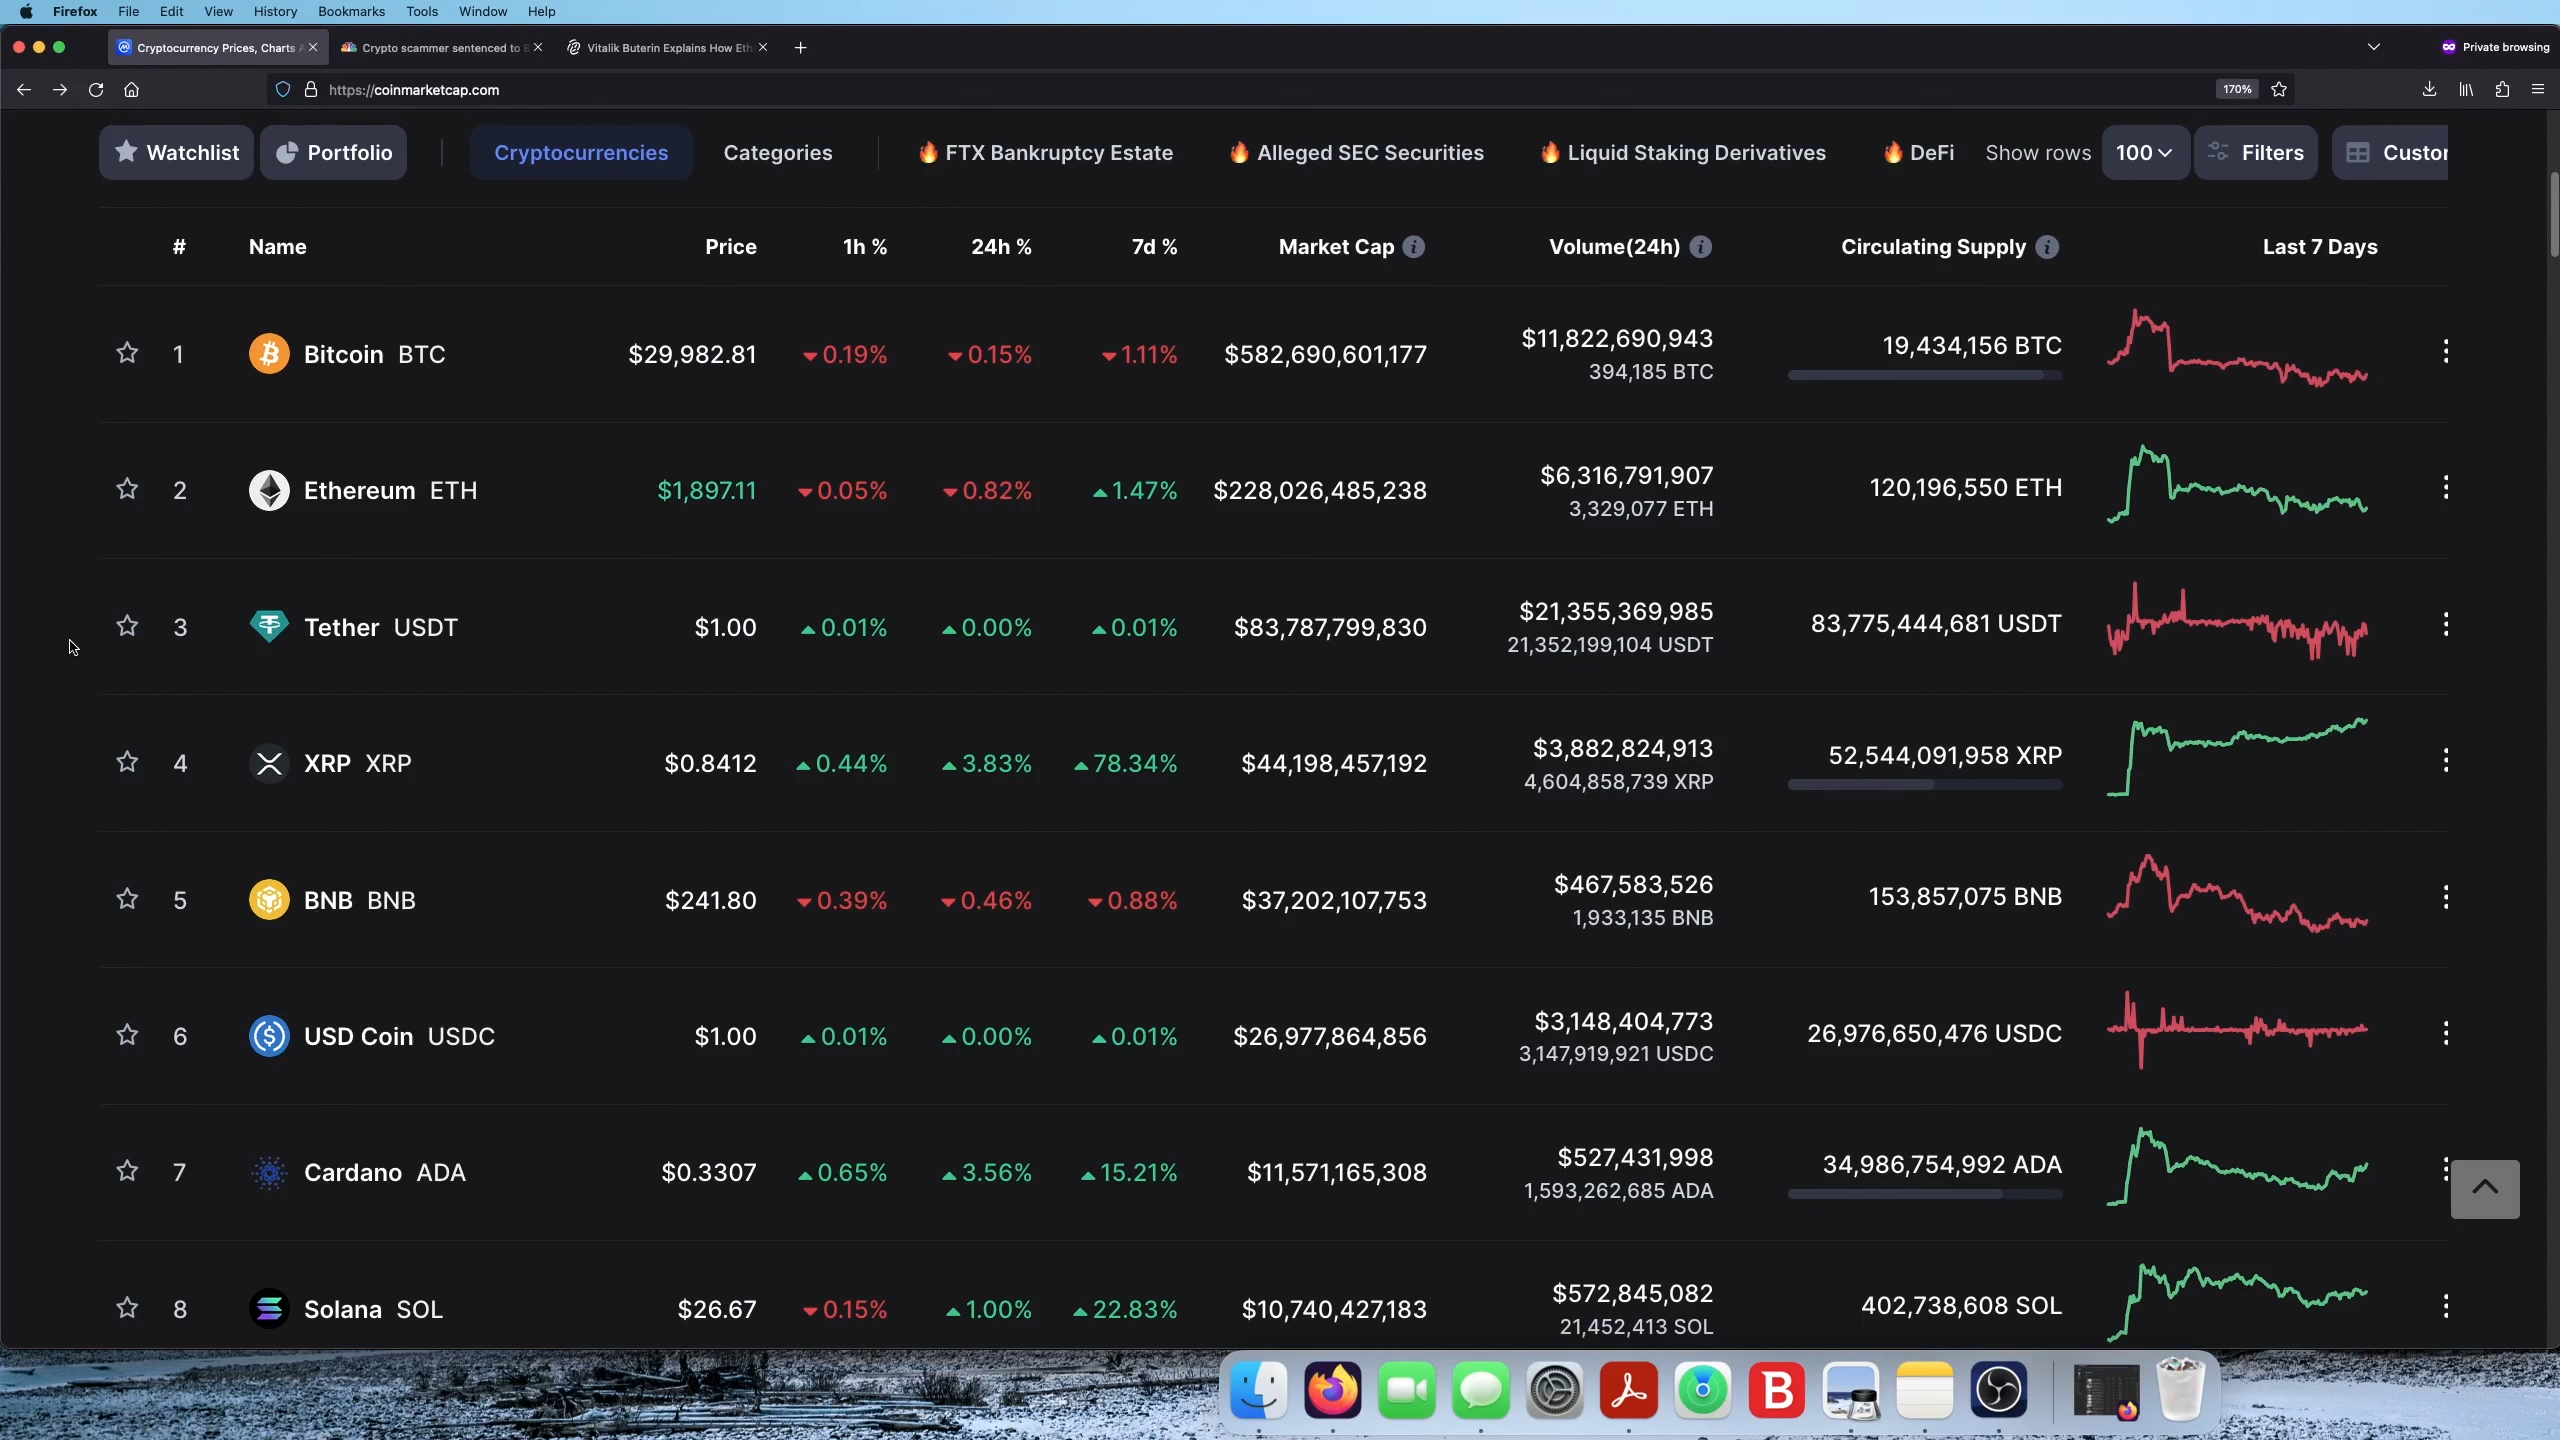 Firefox File Edit View History Bookmarks Tools Window Help
Cryptocurrency Prices, Charts Crypto scammer sentenced to Vitalik Buterin Explains How Eth Private browsing
https://coinmarketcap.com 170%
Watchlist Portfolio Cryptocurrencies Categories FTX Bankruptcy Estate Alleged SEC Securities Liquid Staking Derivatives DeFi Show rows 100 Filters Custor
# Name Price 1h % 24h % 7d % Market Cap i Volume(24h) i Circulating Supply i Last 7 Days
1 Bitcoin BTC $29,982.81 0.19% 0.15% 1.11% $582,690,601,177 $11,822,690,943 19,434,156 BTC
394,185 BTC
2 Ethereum ETH $1,897.11 0.05% 0.82% 1.47% $228,026,485,238 $6,316,791,907 120,196,550 ETH
3,329,077 ETH
3 Tether USDT $1.00 0.01% 0.00% 0.01% $83,787,799,830 $21,355,369,985 83,775,444,681 USDT
21,352,199,104 USDT
4 XRP XRP $0.8412 0.44% 3.83% 78.34% $44,198,457,192 $3,882,824,913 52,544,091,958 XRP
4,604,858,739 XRP
5 BNB BNB $241.80 0.39% 0.46% 0.88% $37,202,107,753 $467,583,526 153,857,075 BNB
1,933,135 BNB
6 USD Coin USDC $1.00 0.01% 0.00% 0.01% $26,977,864,856 $3,148,404,773 26,976,650,476 USDC
3,147,919,921 USDC
7 Cardano ADA $0.3307 0.65% 3.56% 15.21% $11,571,165,308 $527,431,998 34,986,754,992 ADA
1,593,262,685 ADA
8 Solana SOL $26.67 0.15% 1.00% 22.83% $10,740,427,183 $572,845,082 402,738,608 SOL
21,452,413 SOL
B